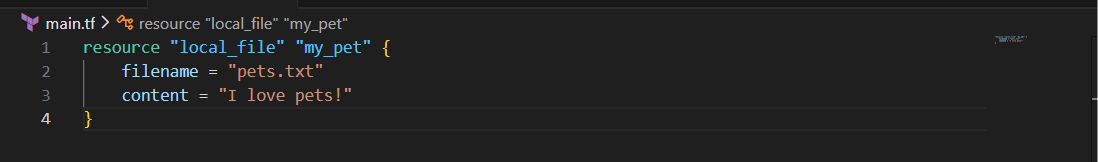 main.tf > resource "local_file" "my_pet"
1 resource "local_file" "my_pet" {
2 filename = "pets.txt"
3 content = "I love pets!"
4 }